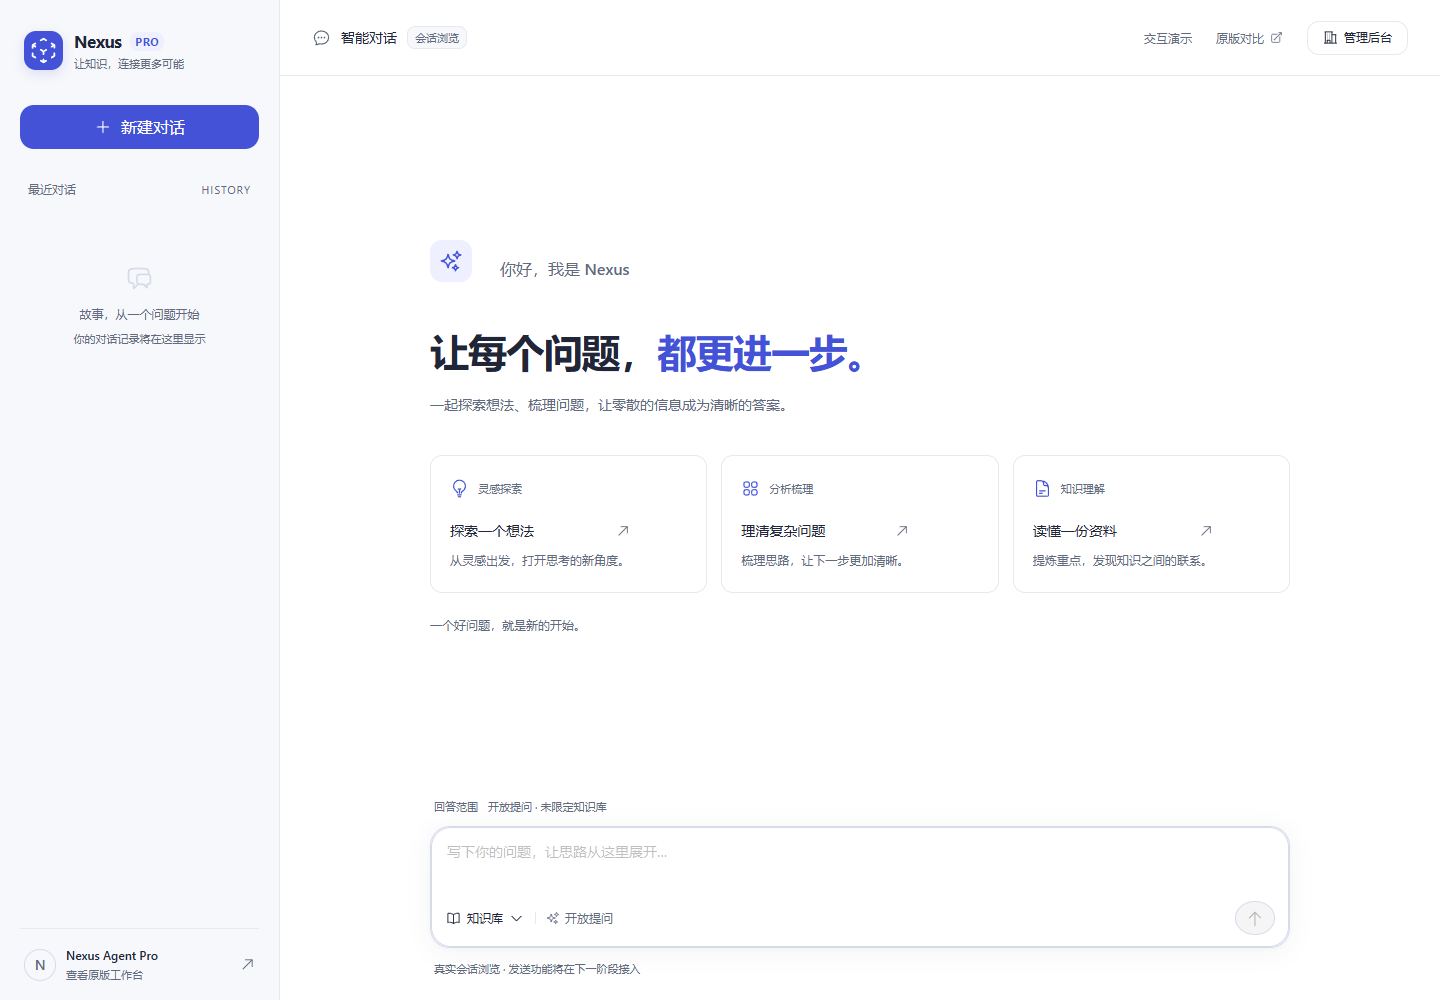 Nexus PRO
让知识，连接更多可能
新建对话
最近对话 HISTORY
故事，从一个问题开始
你的对话记录将在这里显示
N
Nexus Agent Pro
查看原版工作台
智能对话 会话浏览
交互演示 原版对比 管理后台
你好，我是 Nexus
让每个问题，都更进一步。
一起探索想法、梳理问题，让零散的信息成为清晰的答案。
灵感探索
探索一个想法
从灵感出发，打开思考的新角度。
分析梳理
理清复杂问题
梳理思路，让下一步更加清晰。
知识理解
读懂一份资料
提炼重点，发现知识之间的联系。
一个好问题，就是新的开始。
回答范围 开放提问 · 未限定知识库
写下你的问题，让思路从这里展开...
知识库 开放提问
真实会话浏览 · 发送功能将在下一阶段接入